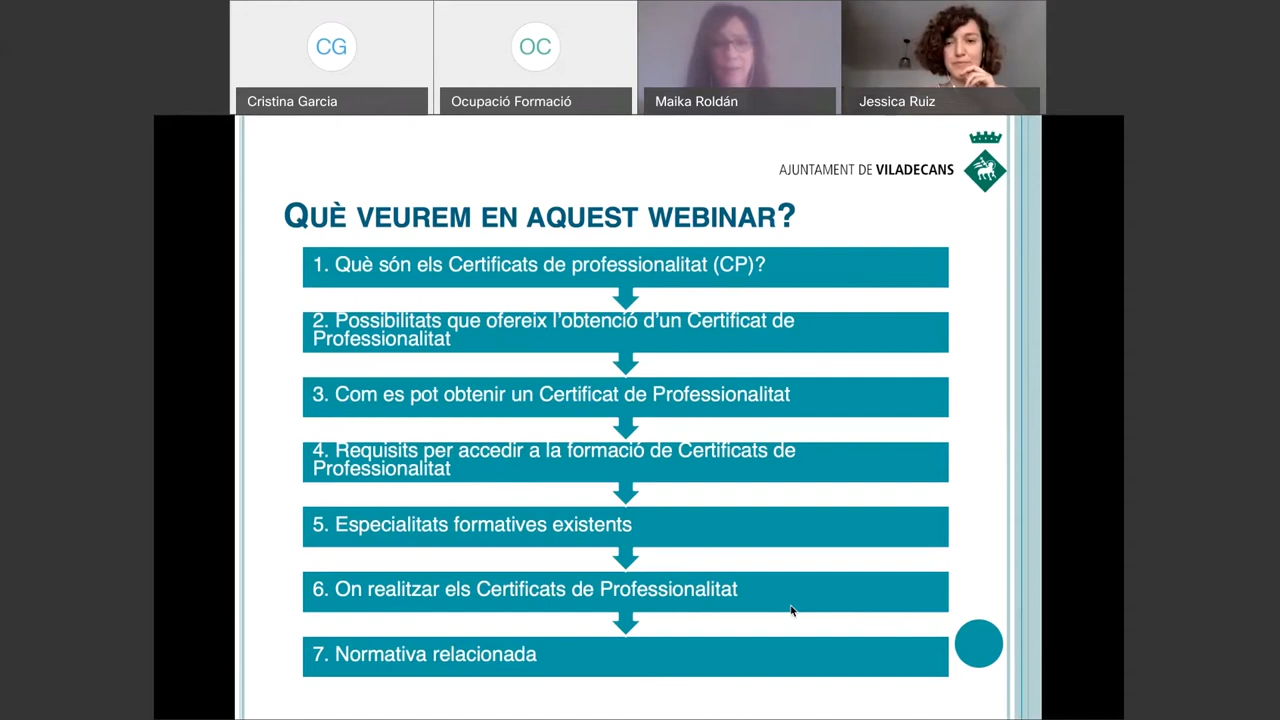 CG
OC
Cristina Garcia
Ocupació Formació
Maika Roldán
Jessica Ruiz
AJUNTAMENT DE VILADECANS
QUÈ VEUREM EN AQUEST WEBINAR?
1. Què són els Certificats de professionalitat (CP)?
2. Possibilitats que ofereix l'obtenció d'un Certificat de
Professionalitat
3. Com es pot obtenir un Certificat de Professionalitat
4. Requisits per accedir a la formació de Certificats de
Professionalitat
5. Especialitats formatives existents
6. On realitzar els Certificats de Professionalitat
7. Normativa relacionada